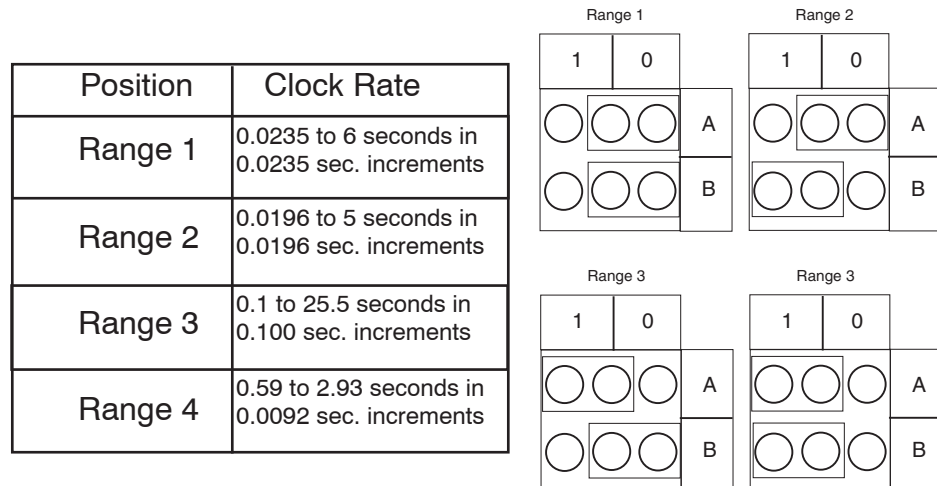 Position Clock Rate
Range 1
0.0235 to 6 seconds in
0.0235 sec. increments
Range 2
0.0196 to 5 seconds in
0.0196 sec. increments
Range 3
0.1 to 25.5 seconds in
0.100 sec. increments
Range 4
0.59 to 2.93 seconds in
0.0092 sec. increments
Range 1
1 0
A
B
Range 2
1 0
A
B
Range 3
1 0
A
B
Range 3
1 0
A
B